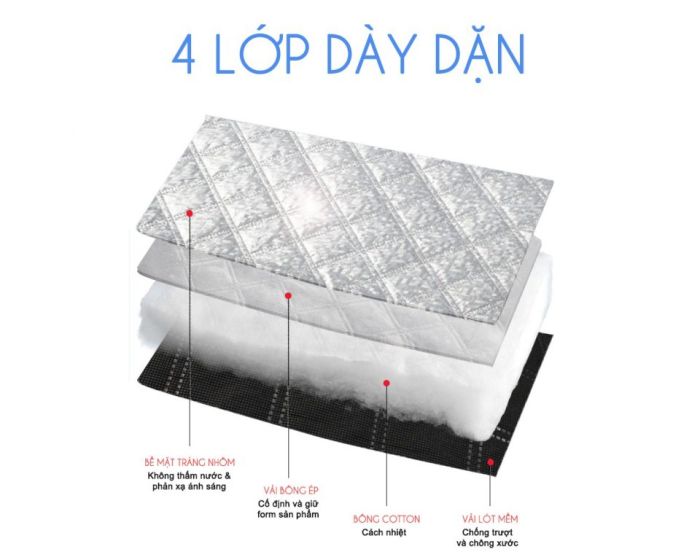 4 LỚP DÀY DẶN
BỀ MẶT TRÁNG NHÔM
Không thấm nước &
phản xạ ánh sáng
VẢI BÔNG ÉP
Cố định và giữ
form sản phẩm
BÔNG COTTON
Cách nhiệt
VẢI LÓT MỀM
Chống trượt
và chông xước